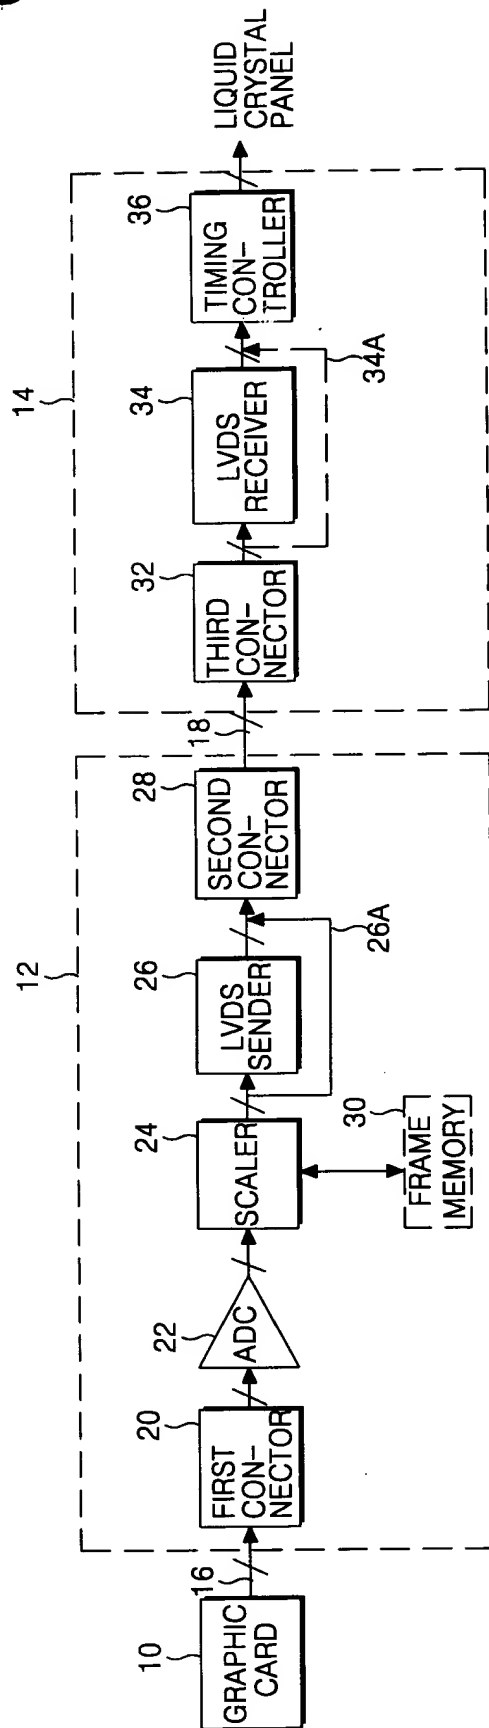 10
GRAPHIC
CARD
16
12
20
FIRST
CON-
NECTOR
22
ADC
24
SCALER
30
FRAME
MEMORY
26
LVDS
SENDER
26A
28
SECOND
CON-
NECTOR
18
14
32
THIRD
CON-
NECTOR
34
LVDS
RECEIVER
34A
36
TIMING
CON-
TROLLER
LIQUID
CRYSTAL
PANEL